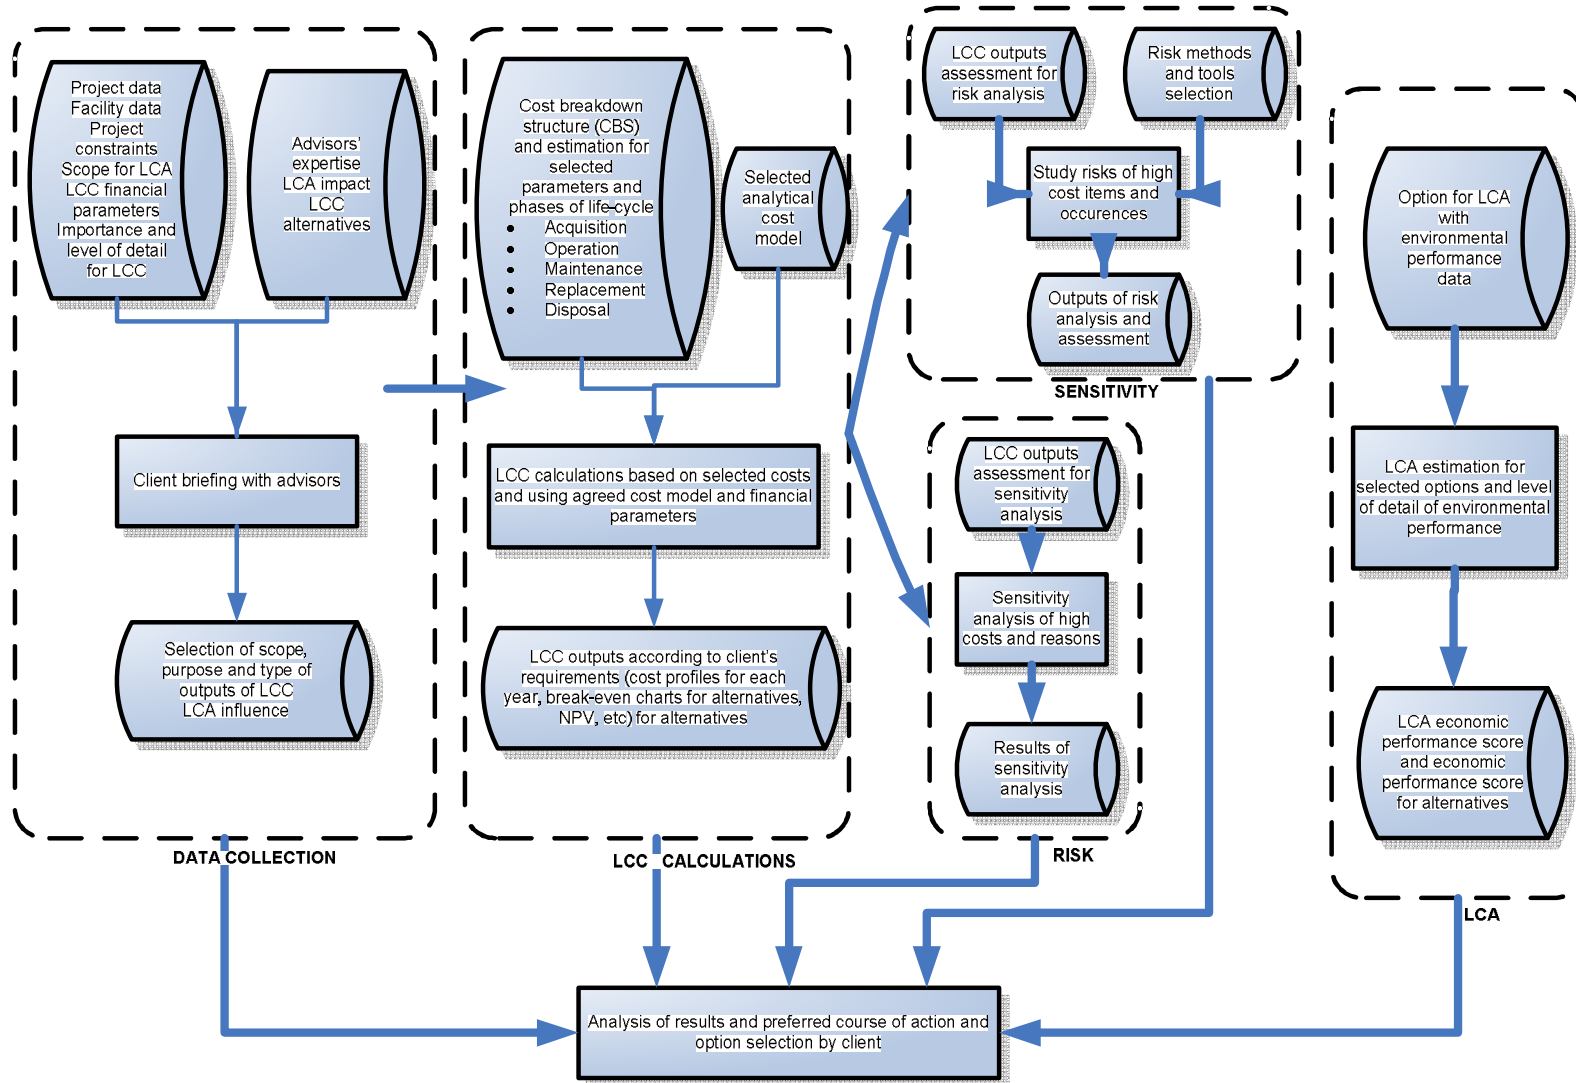 Project data
Facility data
Project
constraints
Scope for LCA
LCC financial
parameters
Importance and
level of detail
for LCC
Advisors'
expertise
LCA impact
LCC
alternatives
Client briefing with advisors
Selection of scope,
purpose and type of
outputs of LCC
LCA influence
DATA COLLECTION
Cost breakdown
structure (CBS)
and estimation for
selected
parameters and
phases of life-cycle
• Acquisition
• Operation
• Maintenance
• Replacement
• Disposal
Selected
analytical
cost
model
LCC calculations based on selected costs
and using agreed cost model and financial
parameters
LCC outputs according to client's
requirements (cost profiles for each
year, break-even charts for alternatives,
NPV, etc) for alternatives
LCC CALCULATIONS
LCC outputs
assessment for
risk analysis
Risk methods
and tools
selection
Study risks of high
cost items and
occurences
Outputs of risk
analysis and
assessment
SENSITIVITY
LCC outputs
assessment for
sensitivity
analysis
Sensitivity
analysis of high
costs and reasons
Results of
sensitivity
analysis
RISK
Option for LCA
with
environmental
performance
data
LCA estimation for
selected options and level
of detail of environmental
performance
LCA economic
performance score
and economic
performance score
for alternatives
LCA
Analysis of results and preferred course of action and
option selection by client